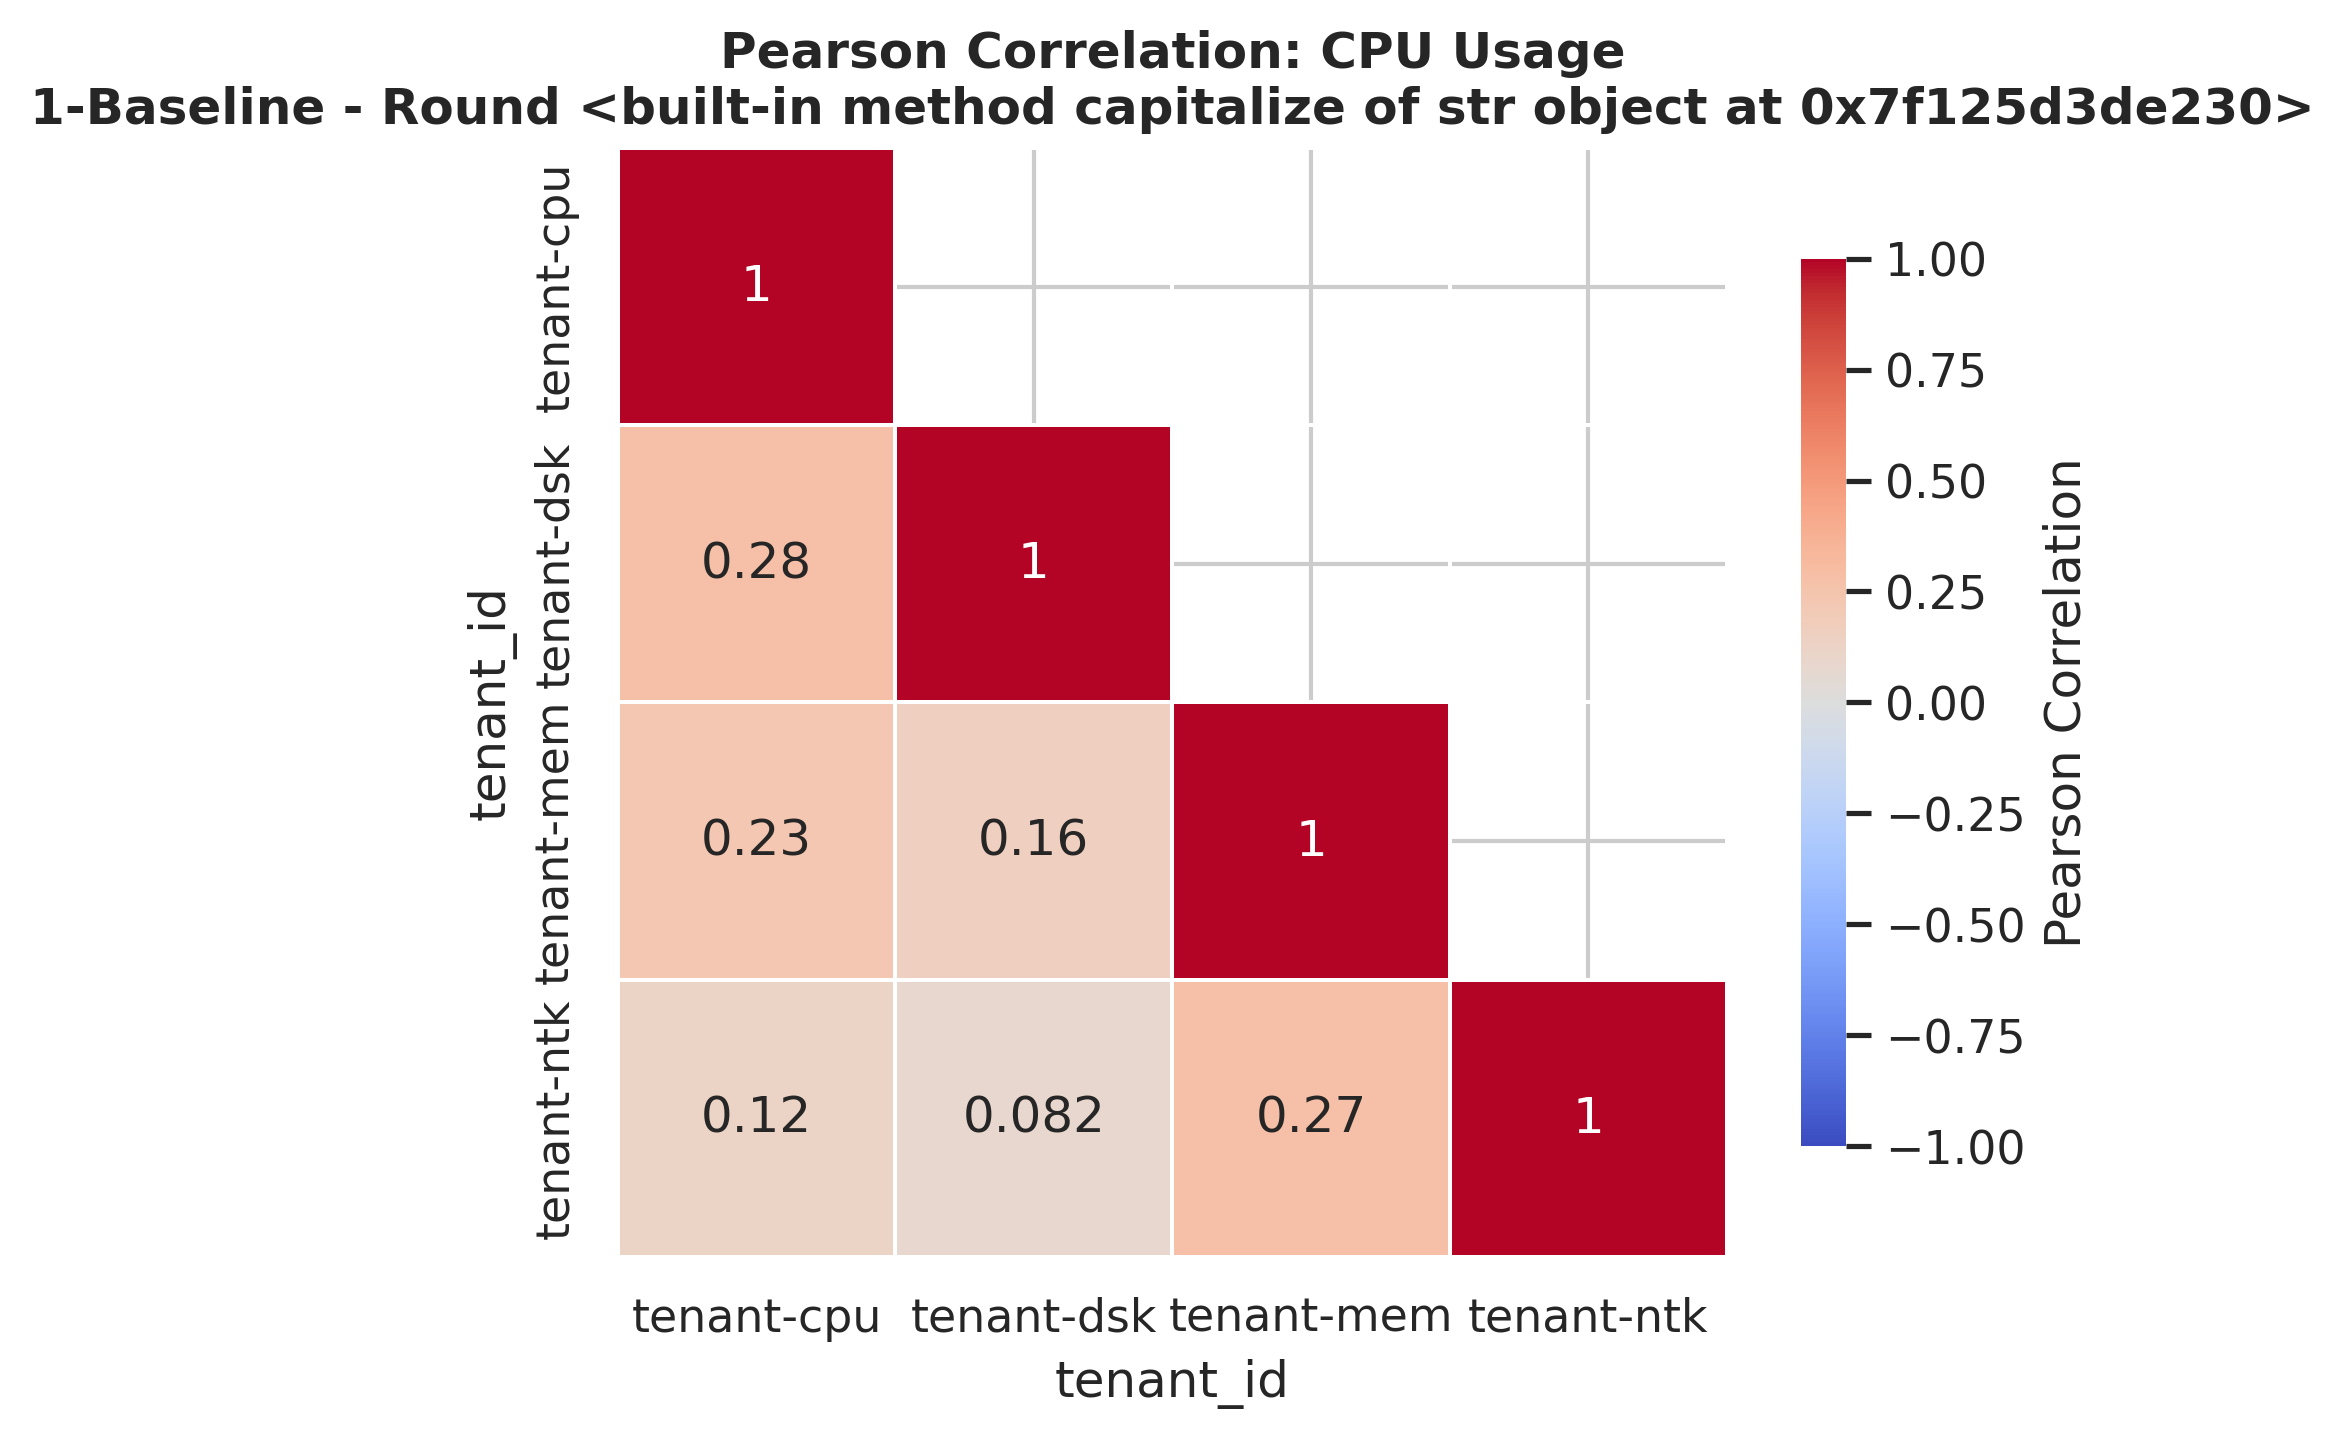 Pearson Correlation: CPU Usage
1-Baseline - Round <built-in method capitalize of str object at 0x7f125d3de230>
tenant_id
tenant-cpu
tenant-dsk
tenant-mem
tenant-ntk
1
0.28
1
0.23
0.16
1
0.12
0.082
0.27
1
tenant-cpu
tenant-dsk
tenant-mem
tenant-ntk
tenant_id
1.00
0.75
0.50
0.25
0.00
−0.25
−0.50
−0.75
−1.00
Pearson Correlation